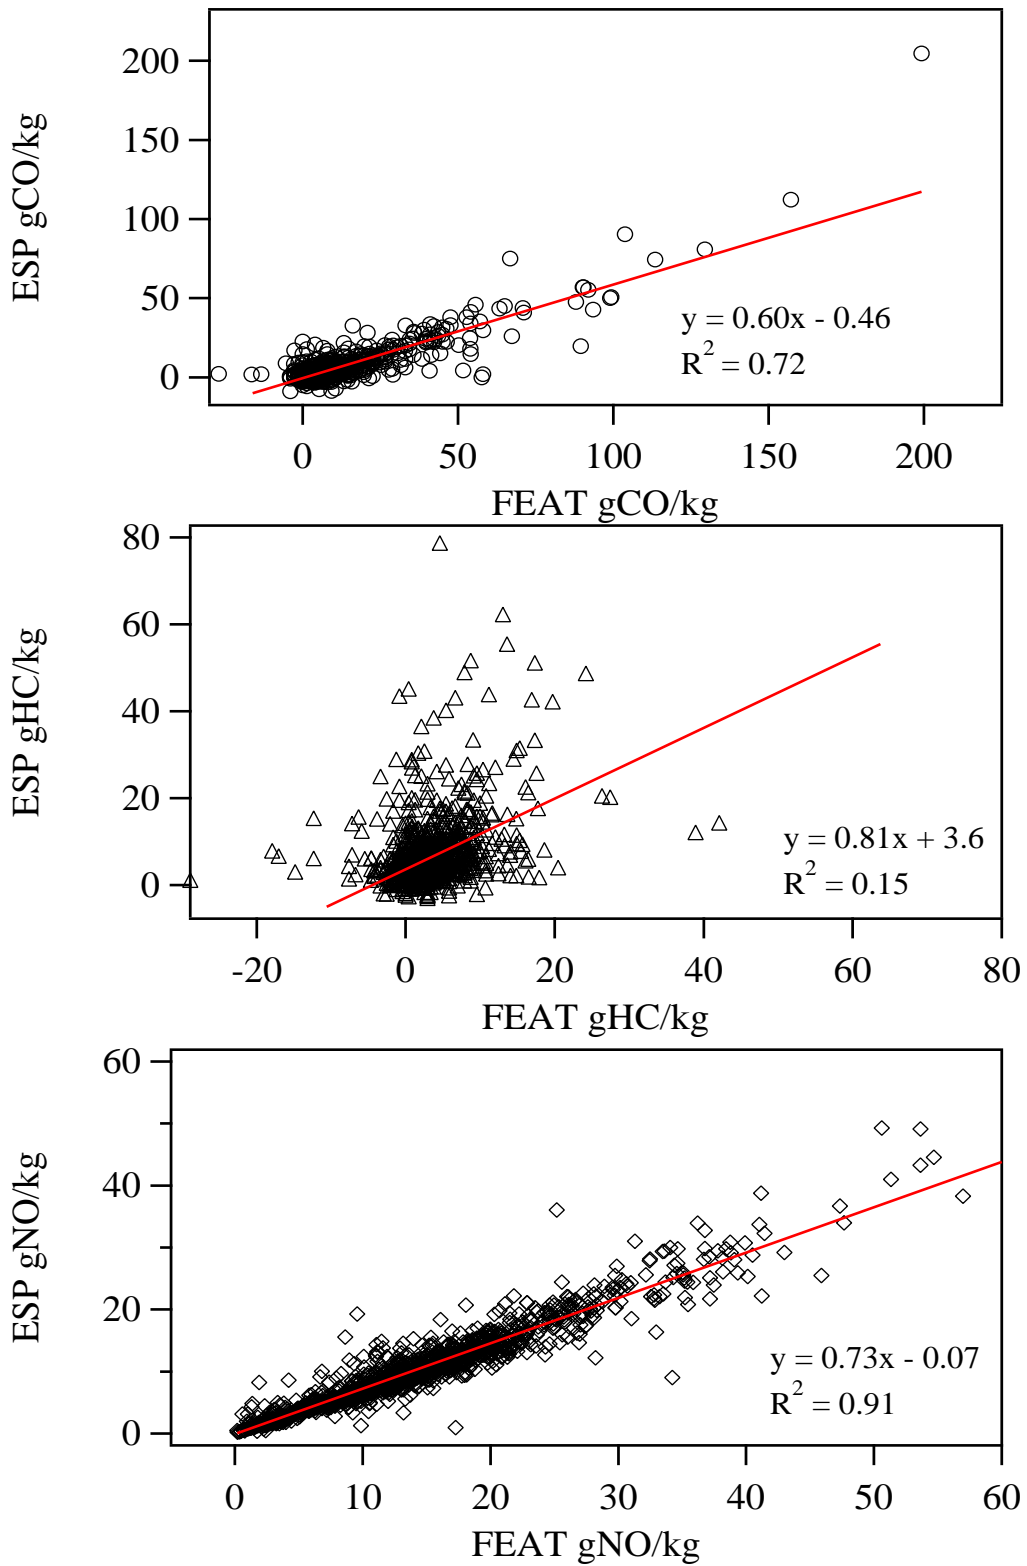 ESP gCO/kg
200
150
100
50
0
y = 0.60x - 0.46
R² = 0.72
0 50 100 150 200
FEAT gCO/kg
ESP gHC/kg
80
60
40
20
0
y = 0.81x + 3.6
R² = 0.15
-20 0 20 40 60 80
FEAT gHC/kg
ESP gNO/kg
60
40
20
0
y = 0.73x - 0.07
R² = 0.91
0 10 20 30 40 50 60
FEAT gNO/kg